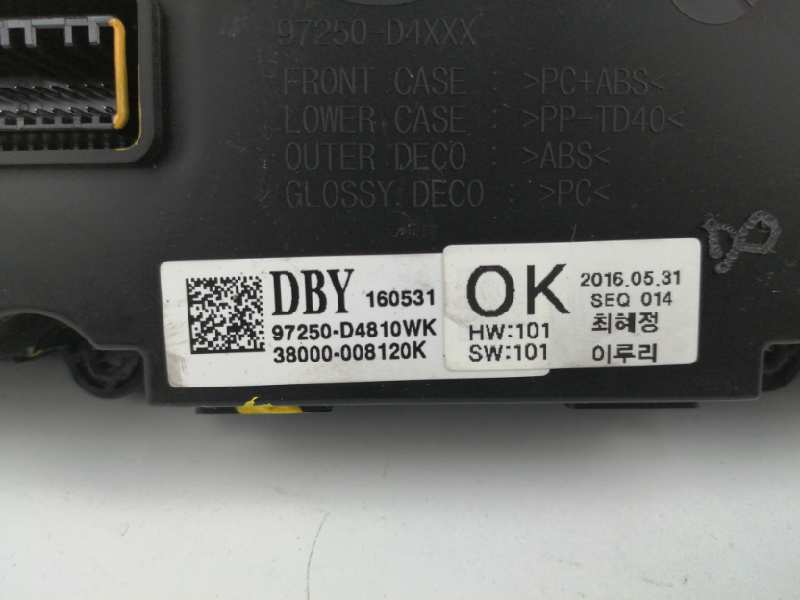 97250-D4XXX
FRONT CASE >PC+ABS<
LOWER CASE >PP-TD40<
OUTER DECO >ABS<
GLOSSY DECO >PC<
DBY 160531
97250-D4810WK
38000-008120K
OK
HW:101
SW:101
2016.05.31
SEQ 014
최혜정
이루리